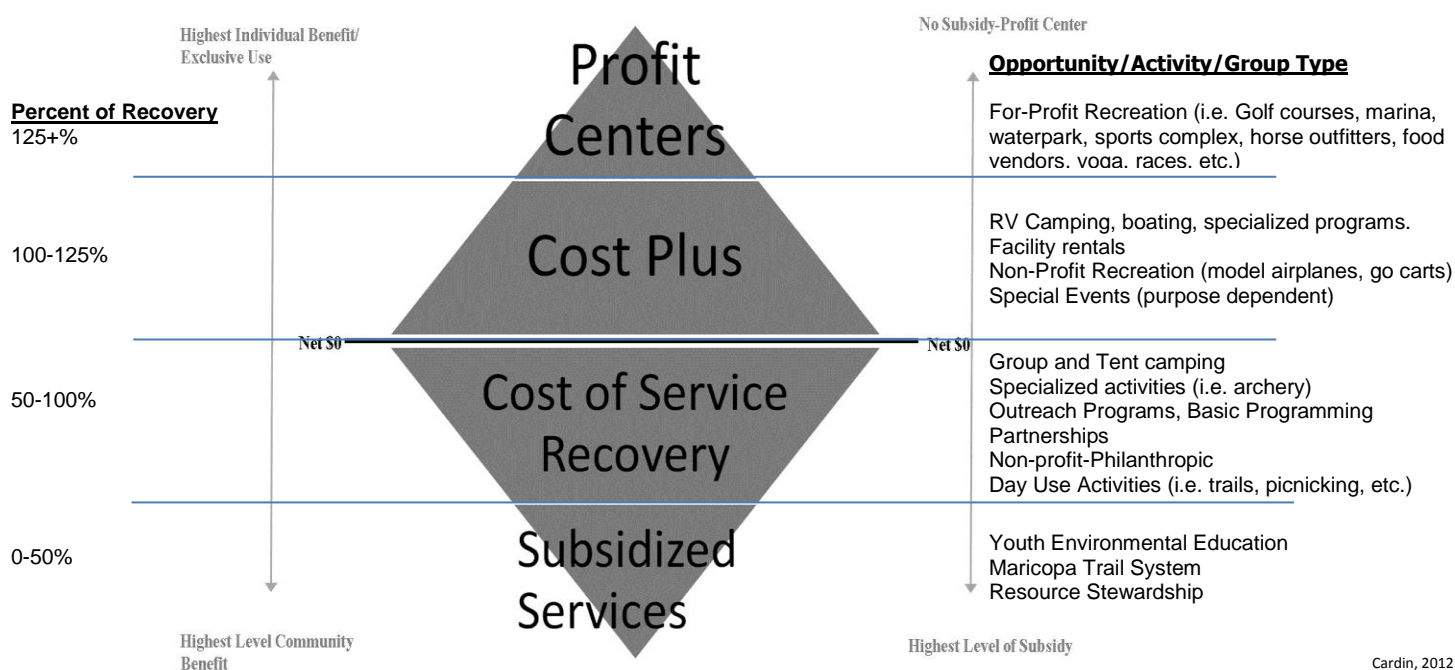 Highest Individual Benefit/
Exclusive Use
No Subsidy-Profit Center
Percent of Recovery
Opportunity/Activity/Group Type
125+%
Profit
Centers
For-Profit Recreation (i.e. Golf courses, marina,
waterpark, sports complex, horse outfitters, food
vendors, yoga, races, etc.)
100-125%
Cost Plus
RV Camping, boating, specialized programs.
Facility rentals
Non-Profit Recreation (model airplanes, go carts)
Special Events (purpose dependent)
Net $0
Net $0
50-100%
Cost of Service
Recovery
Group and Tent camping
Specialized activities (i.e. archery)
Outreach Programs, Basic Programming
Partnerships
Non-profit-Philanthropic
Day Use Activities (i.e. trails, picnicking, etc.)
0-50%
Subsidized
Services
Youth Environmental Education
Maricopa Trail System
Resource Stewardship
Highest Level Community
Benefit
Highest Level of Subsidy
Cardin, 2012